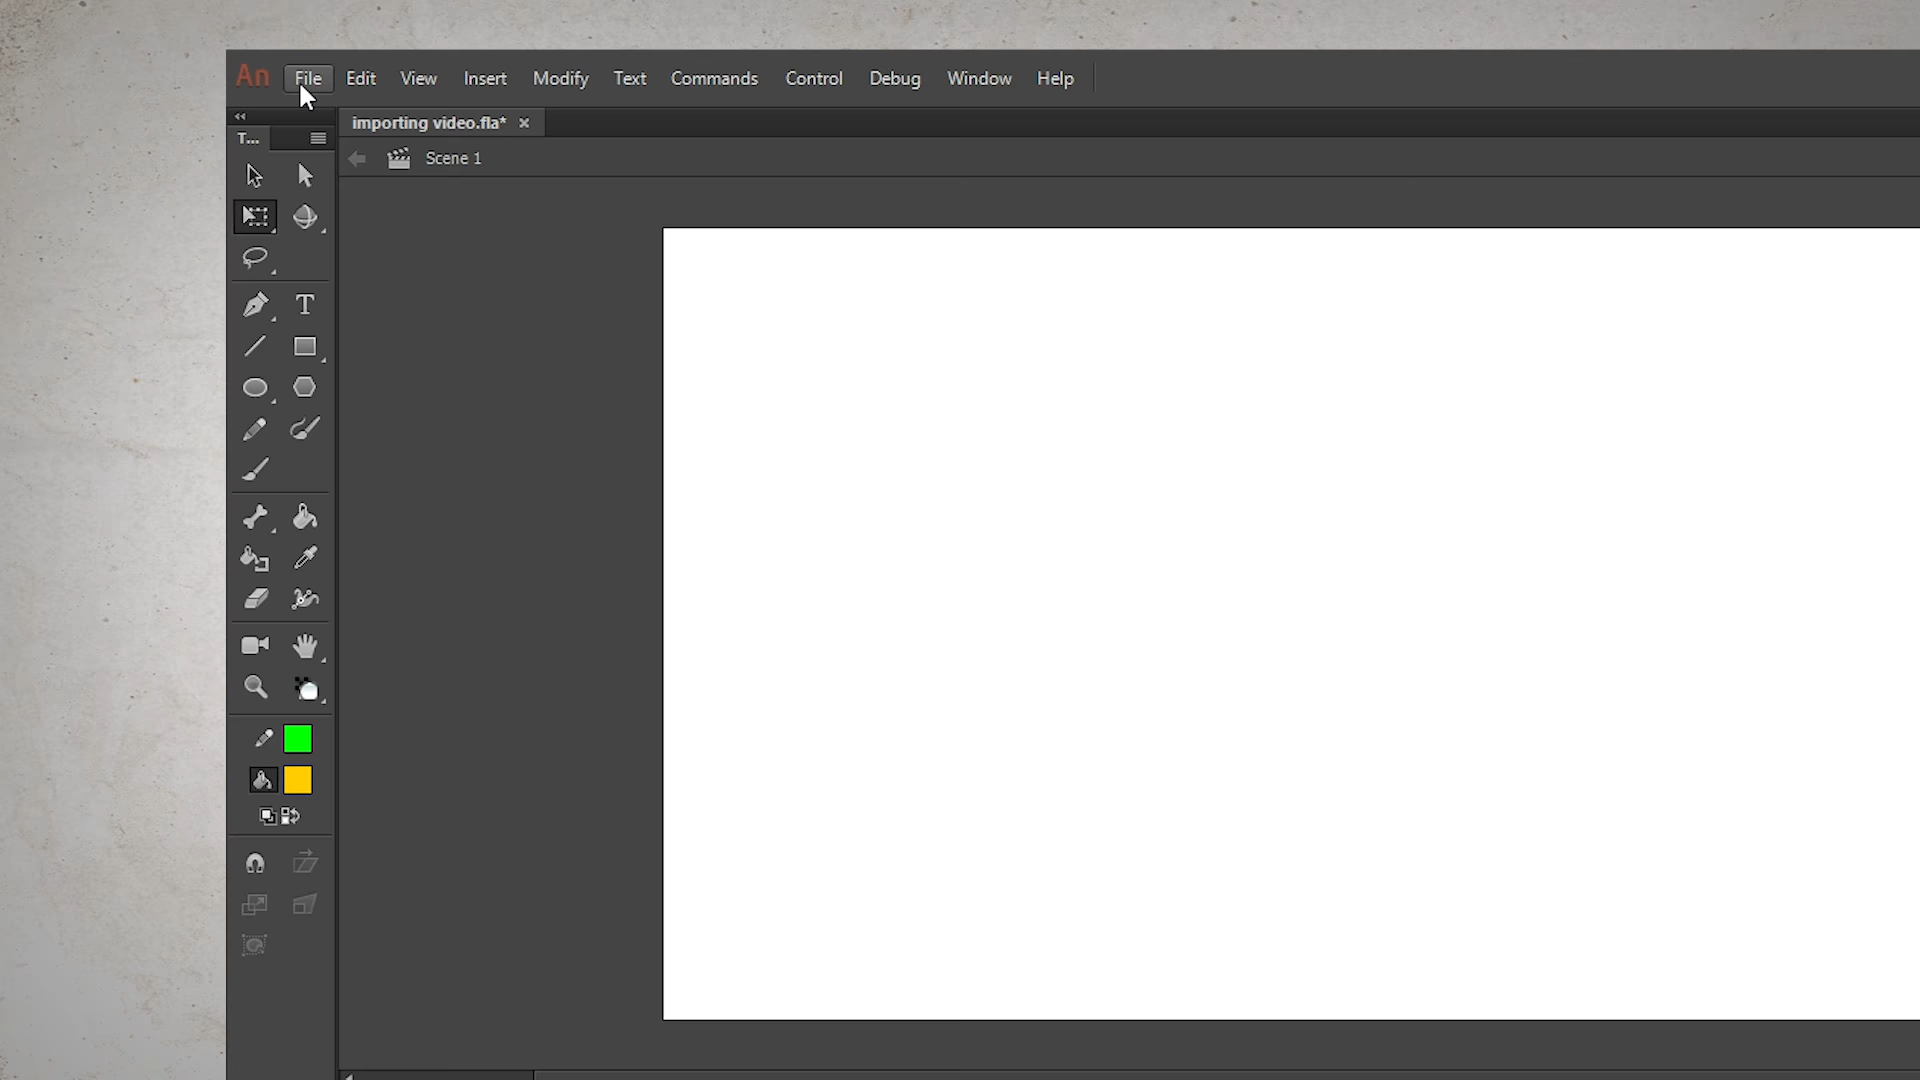 An File Edit View Insert Modify Text Commands Control Debug Window Help
importing video.fla*
T...
Scene 1
T